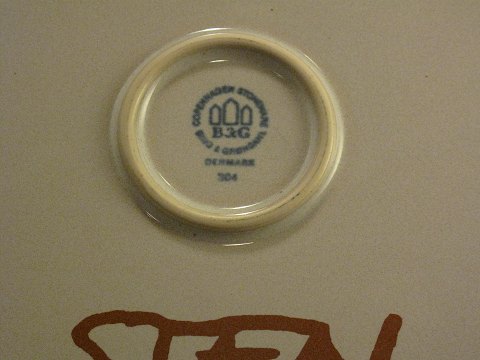 COPENHAGEN STONEWARE
B&G
BING & GRØNDAHL
DENMARK
304
STEN